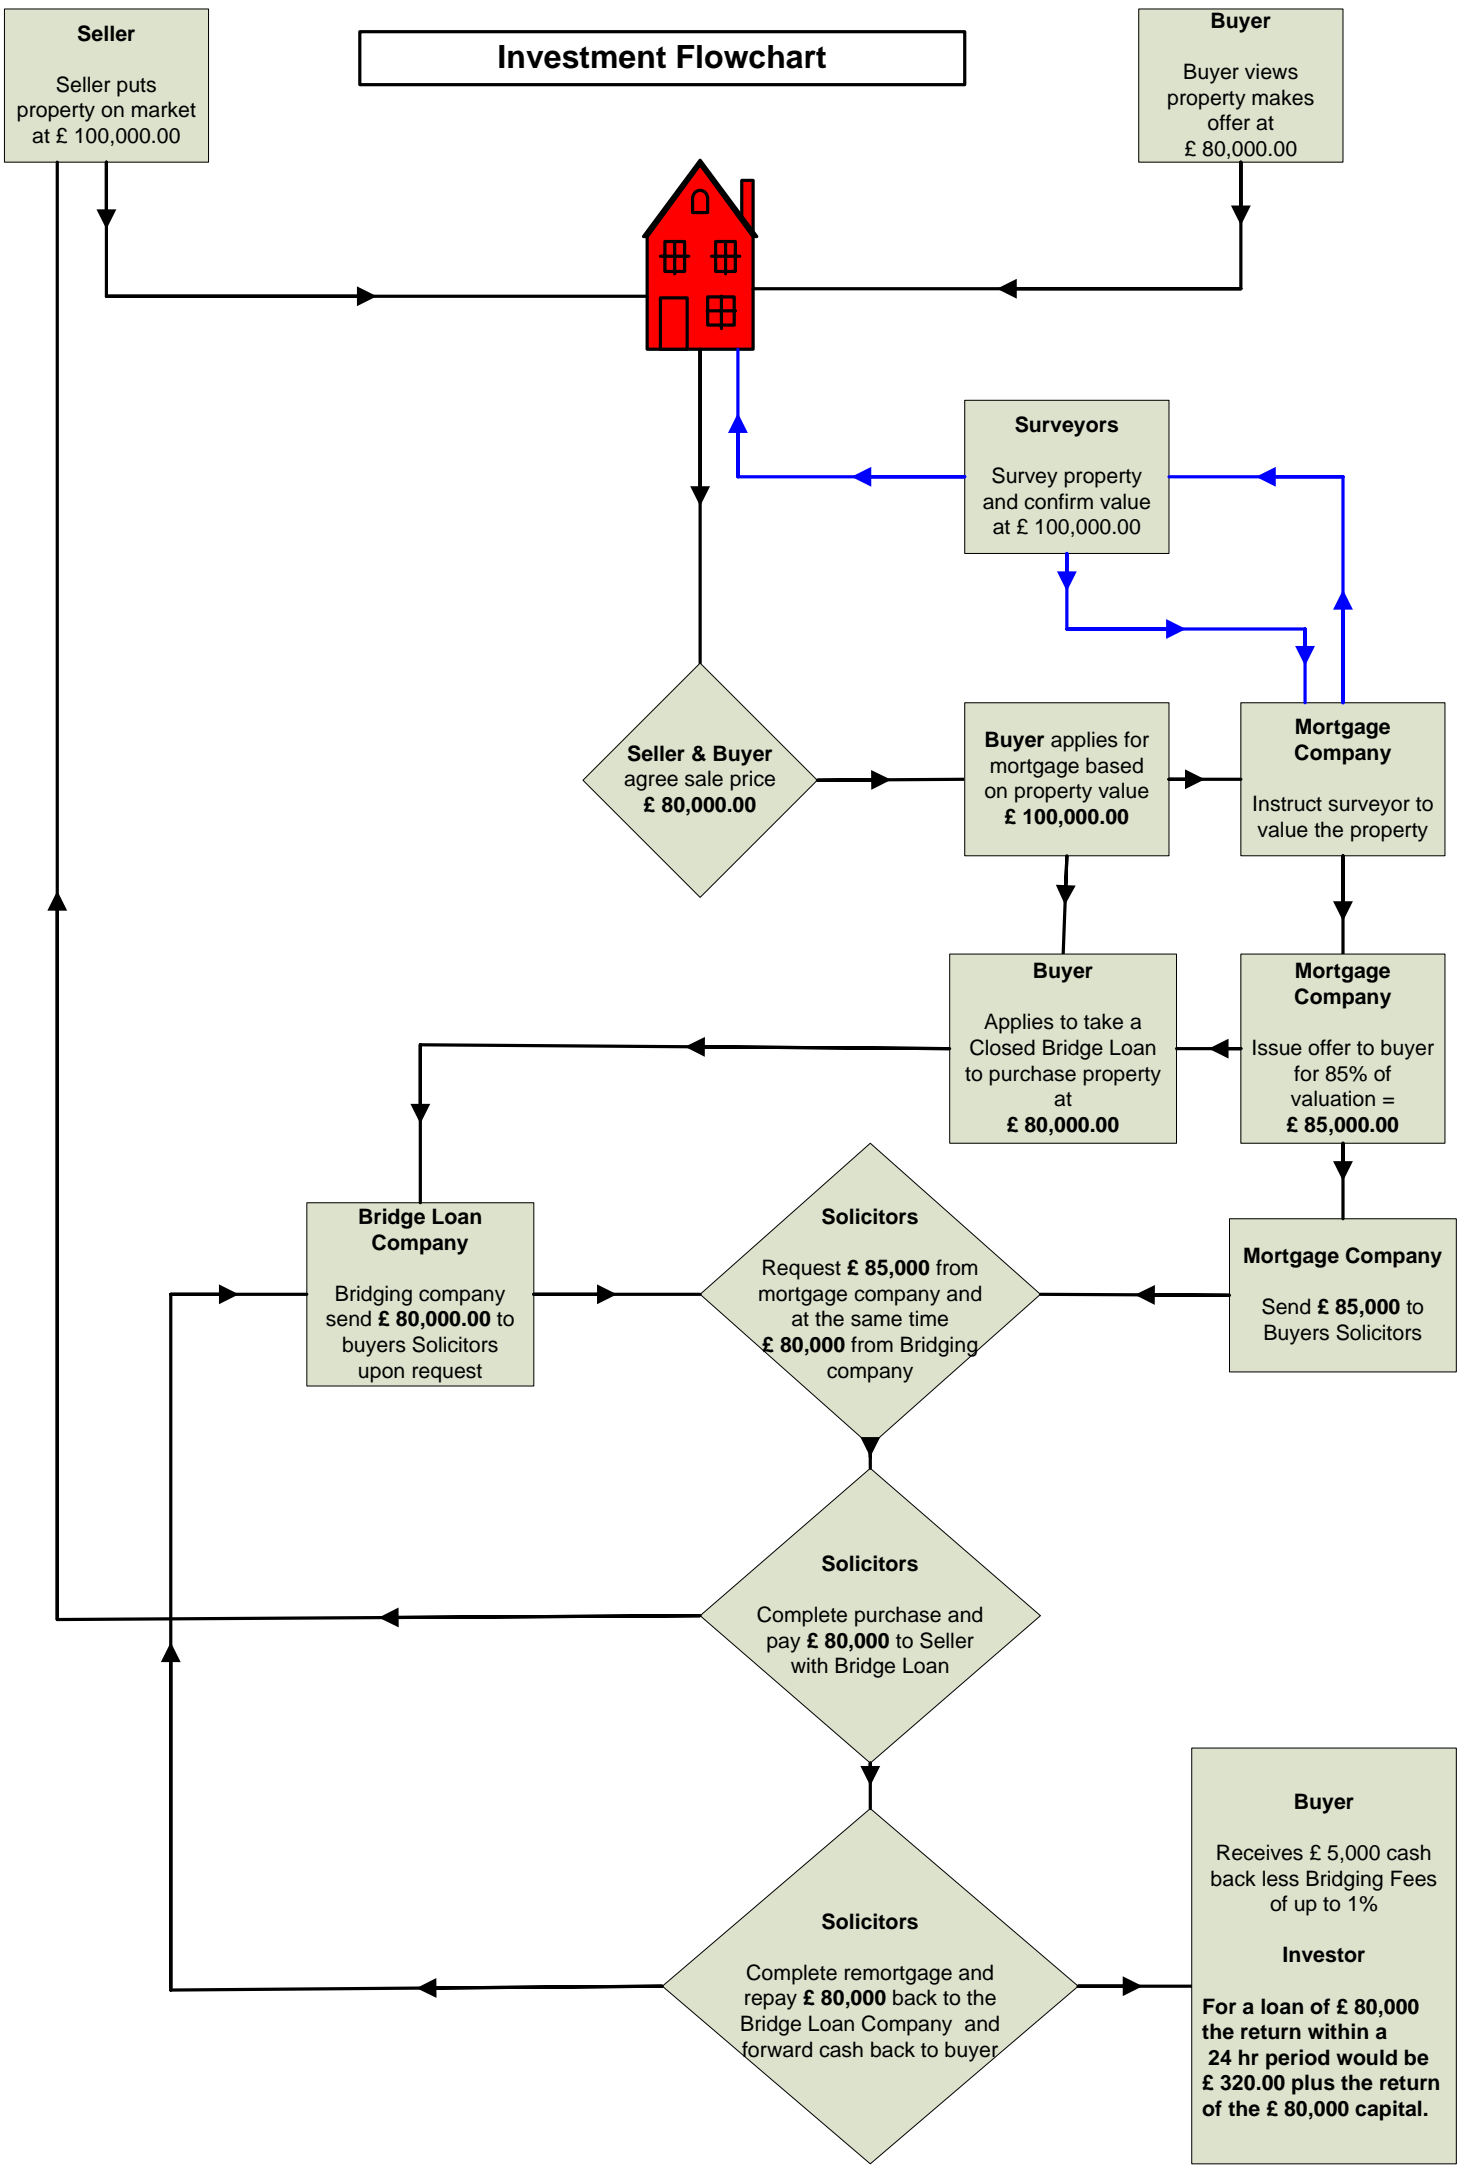 Investment Flowchart
Seller
Seller puts
property on market
at £ 100,000.00
Buyer
Buyer views
property makes
offer at
£ 80,000.00
Surveyors
Survey property
and confirm value
at £ 100,000.00
Seller & Buyer
agree sale price
£ 80,000.00
Buyer applies for
mortgage based
on property value
£ 100,000.00
Mortgage
Company
Instruct surveyor to
value the property
Buyer
Applies to take a
Closed Bridge Loan
to purchase property
at
£ 80,000.00
Mortgage
Company
Issue offer to buyer
for 85% of
valuation =
£ 85,000.00
Bridge Loan
Company
Bridging company
send £ 80,000.00 to
buyers Solicitors
upon request
Solicitors
Request £ 85,000 from
mortgage company and
at the same time
£ 80,000 from Bridging
company
Mortgage Company
Send £ 85,000 to
Buyers Solicitors
Solicitors
Complete purchase and
pay £ 80,000 to Seller
with Bridge Loan
Solicitors
Complete remortgage and
repay £ 80,000 back to the
Bridge Loan Company and
forward cash back to buyer
Buyer
Receives £ 5,000 cash
back less Bridging Fees
of up to 1%
Investor
For a loan of £ 80,000
the return within a
24 hr period would be
£ 320.00 plus the return
of the £ 80,000 capital.